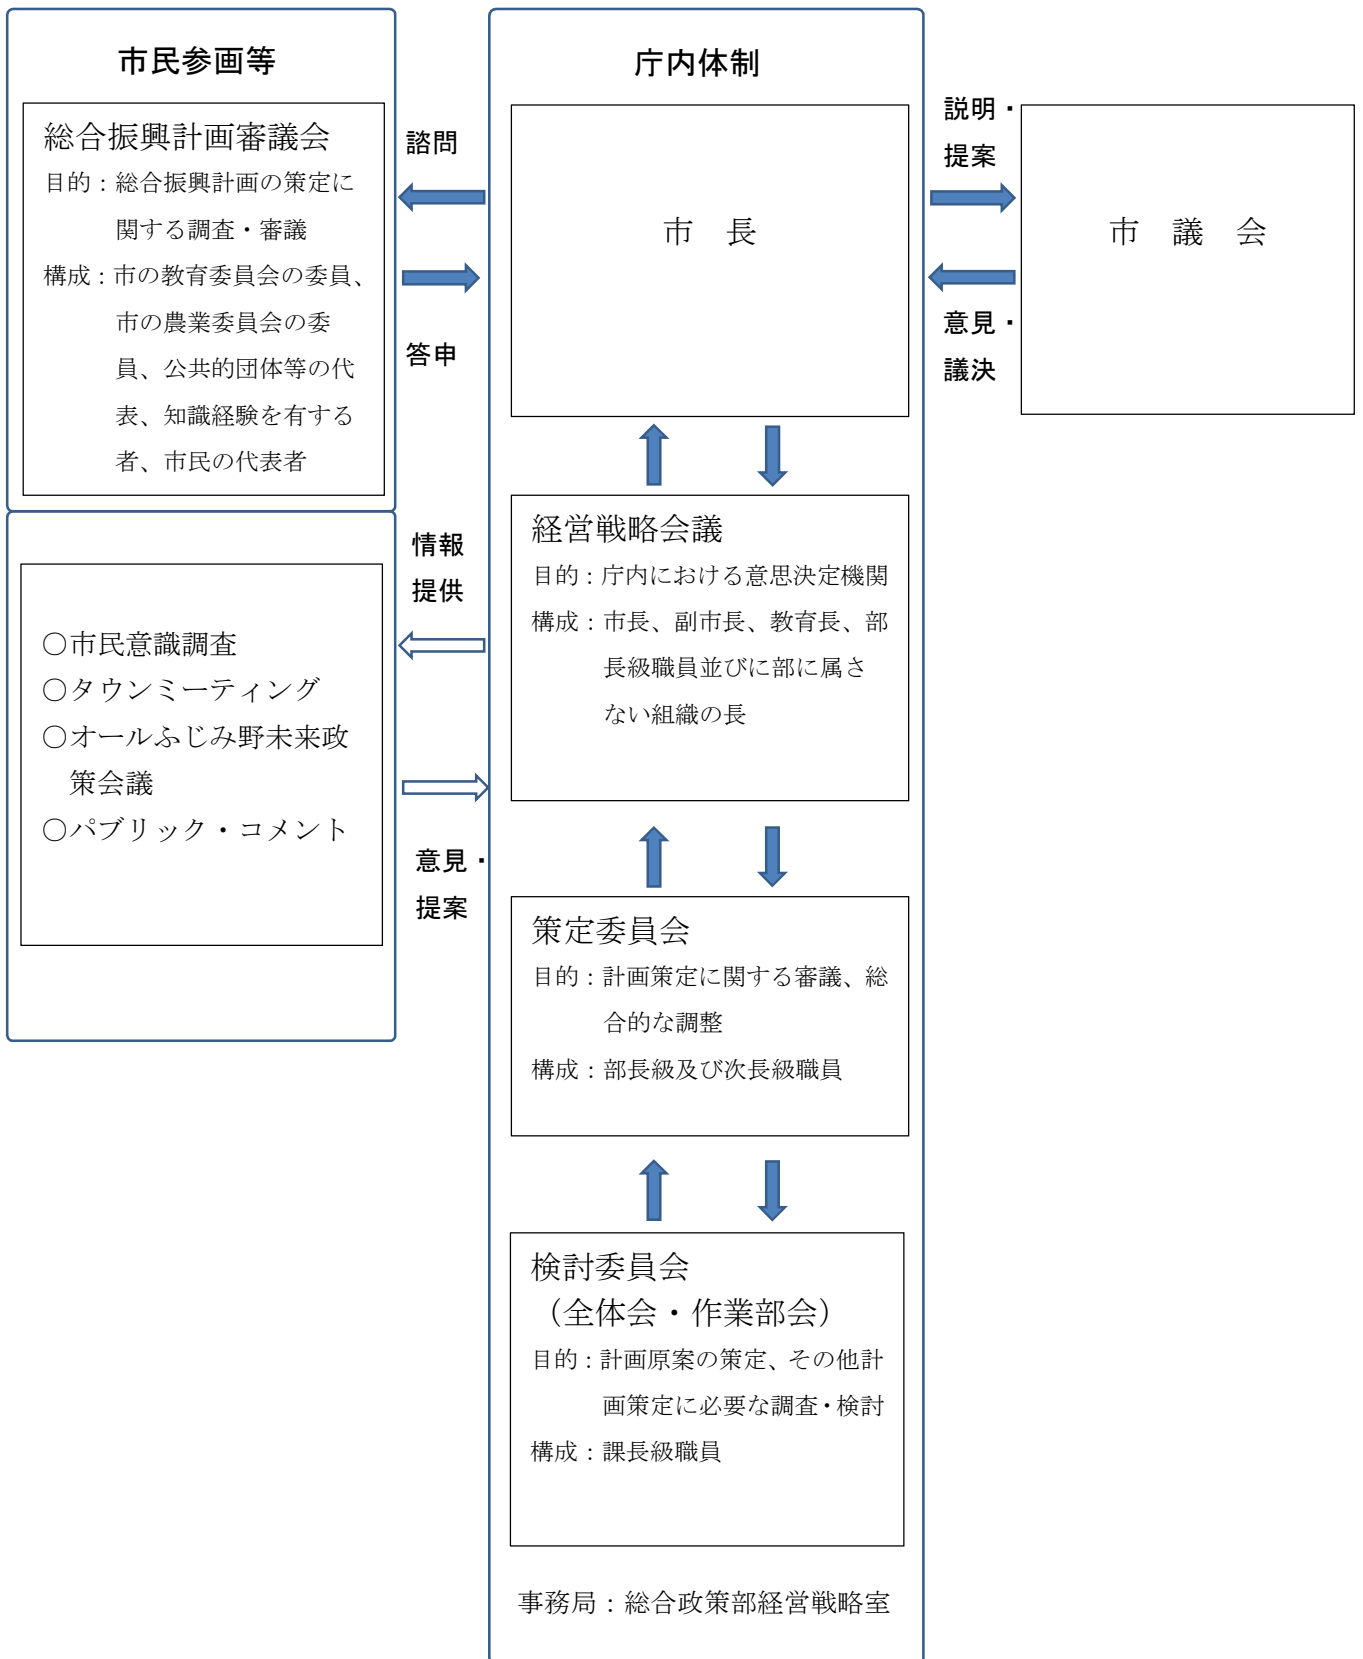 市民参画等
総合振興計画審議会
目的：総合振興計画の策定に
関する調査・審議
構成：市の教育委員会の委員、
市の農業委員会の委
員、公共的団体等の代
表、知識経験を有する
者、市民の代表者
諮問
答申
○市民意識調査
○タウンミーティング
○オールふじみ野未来政
策会議
○パブリック・コメント
情報
提供
意見・
提案
庁内体制
市　長
経営戦略会議
目的：庁内における意思決定機関
構成：市長、副市長、教育長、部
長級職員並びに部に属さ
ない組織の長
策定委員会
目的：計画策定に関する審議、総
合的な調整
構成：部長級及び次長級職員
検討委員会
（全体会・作業部会）
目的：計画原案の策定、その他計
画策定に必要な調査・検討
構成：課長級職員
事務局：総合政策部経営戦略室
説明・
提案
意見・
議決
市　議　会